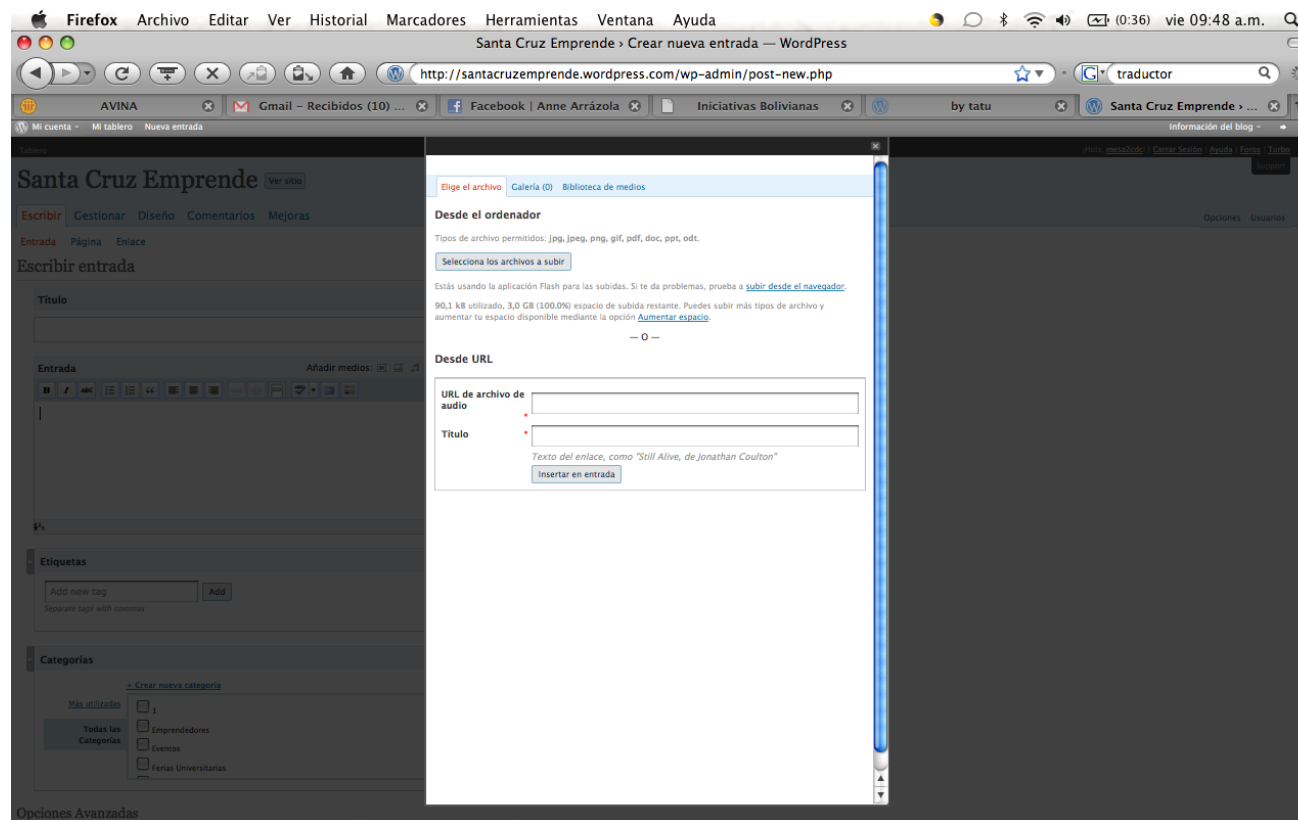 Firefox Archivo Editar Ver Historial Marcadores Herramientas Ventana Ayuda (0:36) vie 09:48 a.m.
Santa Cruz Emprende › Crear nueva entrada — WordPress
http://santacruzemprende.wordpress.com/wp-admin/post-new.php traductor
AVINA Gmail – Recibidos (10) ... Facebook | Anne Arrázola Iniciativas Bolivianas by tatu Santa Cruz Emprende › ...
Mi cuenta Mi tablero Nueva entrada Información del blog
Tablero ¡Hola, mesa2cdc! | Cerrar Sesión | Ayuda | Foros | Turbo
Support
Santa Cruz Emprende Ver sitio
Escribir Gestionar Diseño Comentarios Mejoras Opciones Usuarios
Entrada Página Enlace
Escribir entrada
Título
Entrada Añadir medios:
B I ABC
Etiquetas
Add new tag Add
Separate tags with commas
Categorías
+ Crear nueva categoría
Más utilizadas
Todas las Categorías
1
Emprendedores
Eventos
Ferias Universitarias
Opciones Avanzadas
Elige el archivo Galería (0) Biblioteca de medios
Desde el ordenador
Tipos de archivo permitidos: jpg, jpeg, png, gif, pdf, doc, ppt, odt.
Selecciona los archivos a subir
Estás usando la aplicación Flash para las subidas. Si te da problemas, prueba a subir desde el navegador.
90,1 kB utilizado, 3,0 GB (100.0%) espacio de subida restante. Puedes subir más tipos de archivo y
aumentar tu espacio disponible mediante la opción Aumentar espacio.
— O —
Desde URL
URL de archivo de
audio *
Título *
Texto del enlace, como "Still Alive, de Jonathan Coulton"
Insertar en entrada